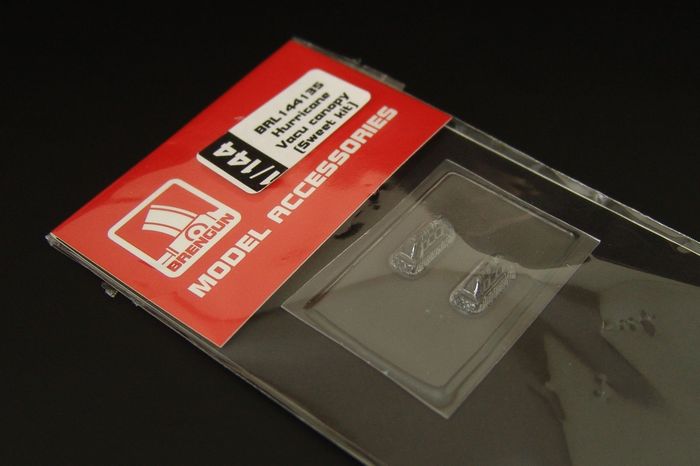 1/144
BRL144135
Hurricane
Vacu canopy
(Sweet kit)
BRENGUN
MODEL ACCESSORIES